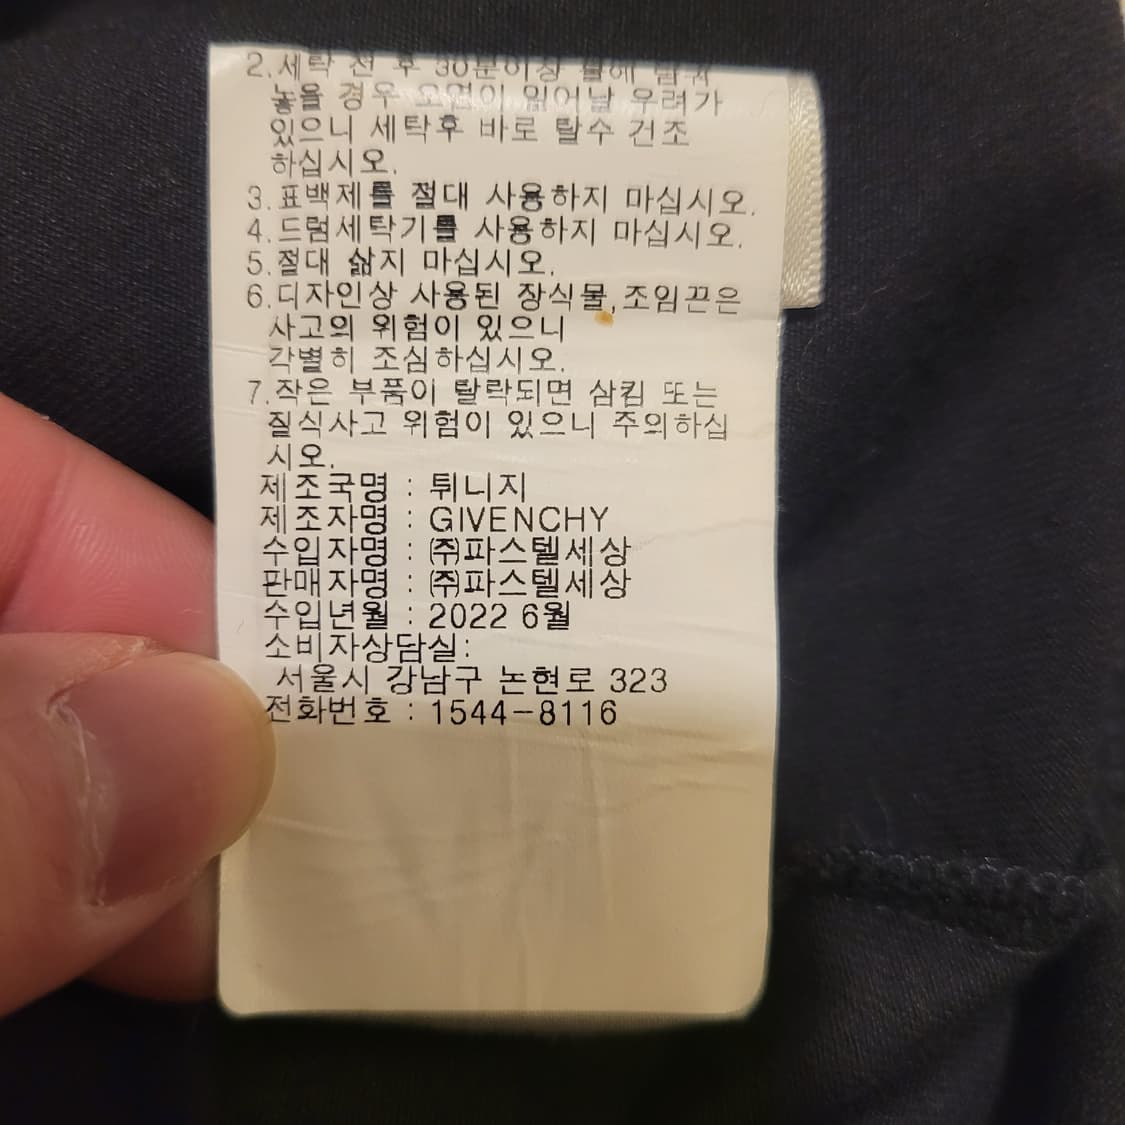 2.세탁 전 후 30분이상 물에 담궈
놓을 경우 오염이 일어날 우려가
있으니 세탁후 바로 탈수 건조
하십시오.
3.표백제를 절대 사용하지 마십시오.
4.드럼세탁기를 사용하지 마십시오.
5.절대 삶지 마십시오.
6.디자인상 사용된 장식물,조임끈은
사고의 위험이 있으니
각별히 조심하십시오.
7.작은 부품이 탈락되면 삼킴 또는
질식사고 위험이 있으니 주의하십
시오.
제조국명 : 튀니지
제조자명 : GIVENCHY
수입자명 : ㈜파스텔세상
판매자명 : ㈜파스텔세상
수입년월 : 2022 6월
소비자상담실:
서울시 강남구 논현로 323
전화번호 : 1544-8116